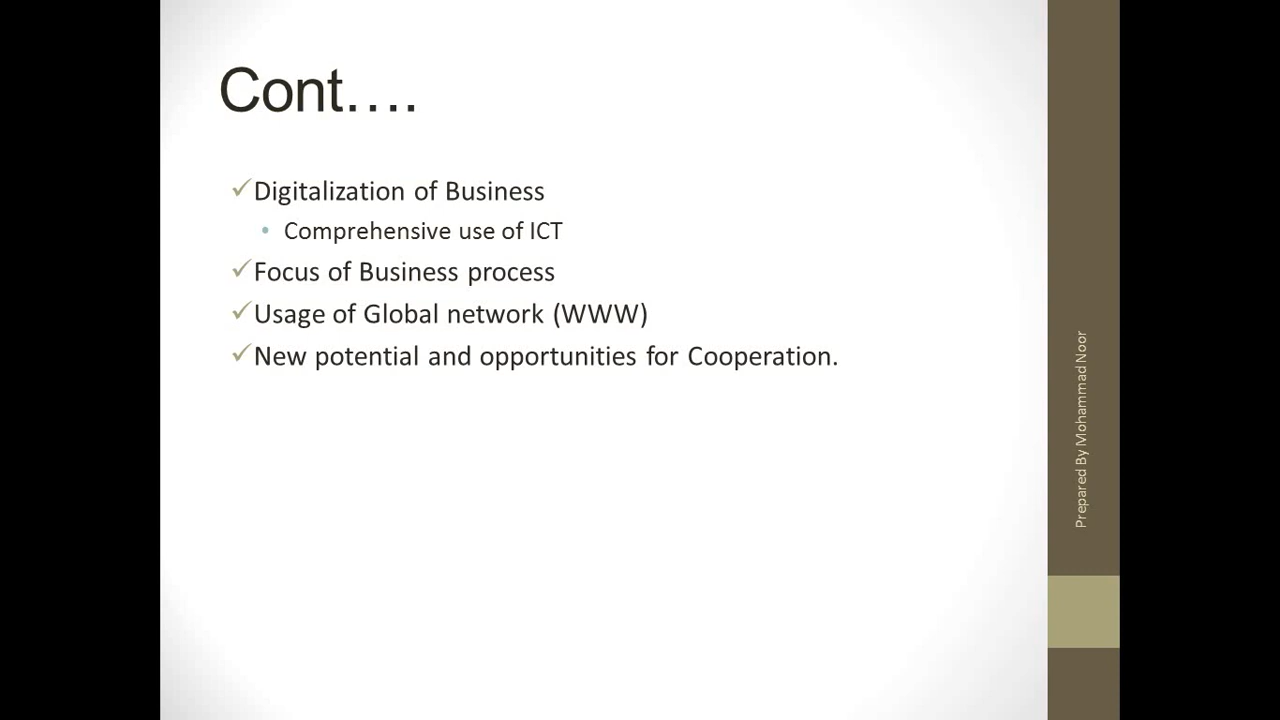 Cont….
Digitalization of Business
Comprehensive use of ICT
Focus of Business process
Usage of Global network (WWW)
New potential and opportunities for Cooperation.
Prepared By Mohammad Noor